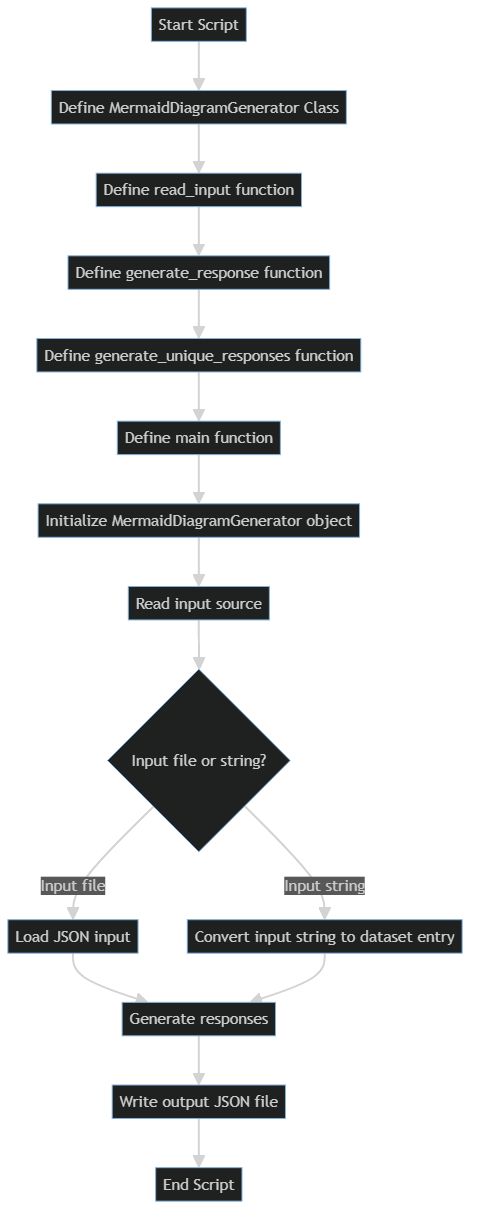 Start Script
Define MermaidDiagramGenerator Class
Define read_input function
Define generate_response function
Define generate_unique_responses function
Define main function
Initialize MermaidDiagramGenerator object
Read input source
Input file or string?
Input file
Input string
Load JSON input
Convert input string to dataset entry
Generate responses
Write output JSON file
End Script